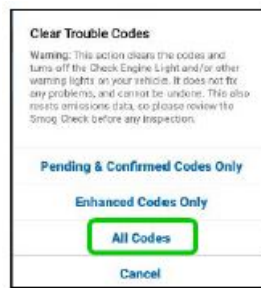 Clear Trouble Codes
Warning: This action clears the codes and
turns off the Check Engine Light and/or other
warning lights on your vehicle. It does not fix
any problems, and cannot be undone. This also
resets emissions data, so please review the
Smog Check before any inspection.
Pending & Confirmed Codes Only
Enhanced Codes Only
All Codes
Cancel